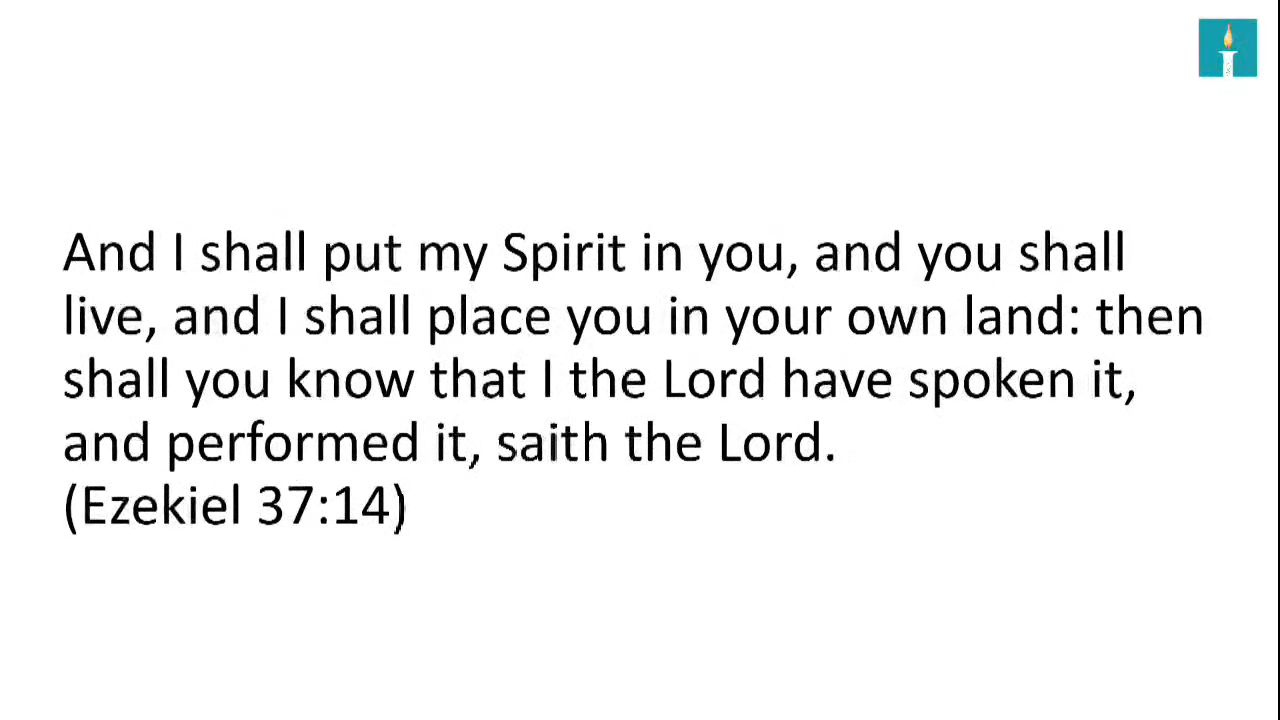 And I shall put my Spirit in you, and you shall
live, and I shall place you in your own land: then
shall you know that I the Lord have spoken it,
and performed it, saith the Lord.
(Ezekiel 37:14)